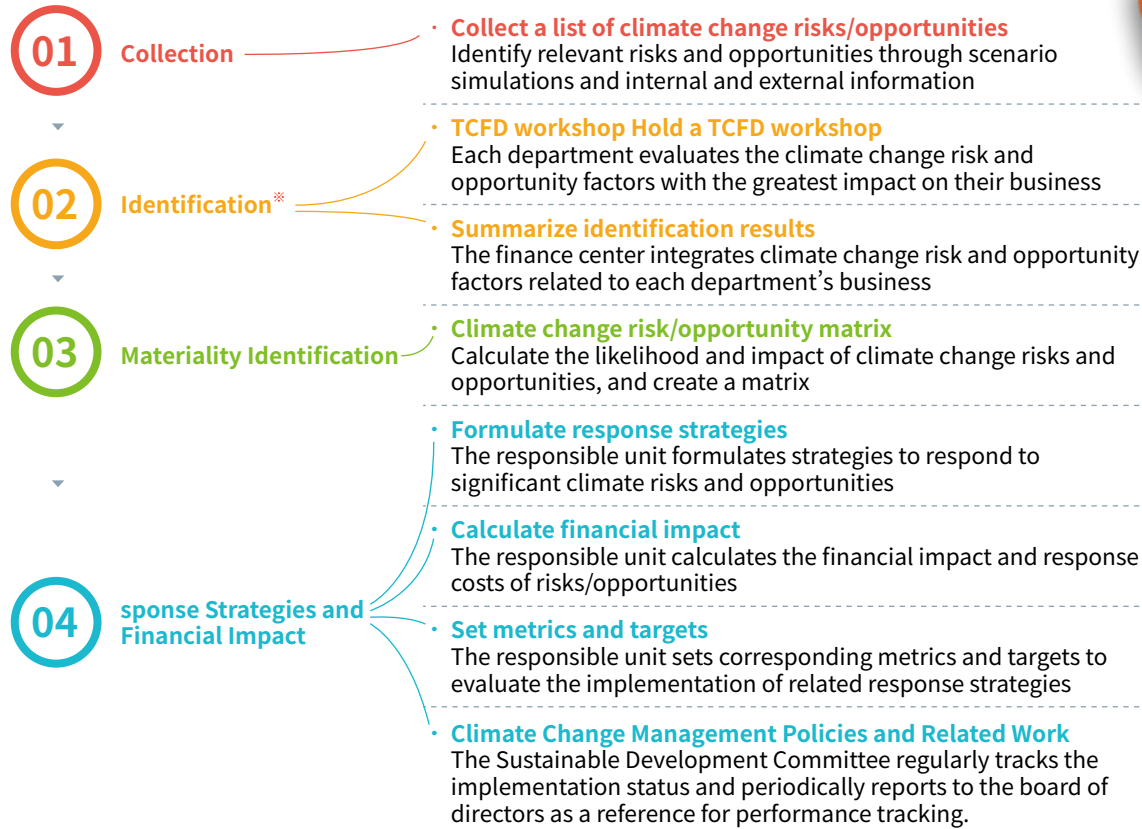 01
Collection
· Collect a list of climate change risks/opportunities
Identify relevant risks and opportunities through scenario
simulations and internal and external information
02
Identification※
· TCFD workshop Hold a TCFD workshop
Each department evaluates the climate change risk and
opportunity factors with the greatest impact on their business
· Summarize identification results
The finance center integrates climate change risk and opportunity
factors related to each department’s business
03
Materiality Identification
· Climate change risk/opportunity matrix
Calculate the likelihood and impact of climate change risks and
opportunities, and create a matrix
04
sponse Strategies and
Financial Impact
· Formulate response strategies
The responsible unit formulates strategies to respond to
significant climate risks and opportunities
· Calculate financial impact
The responsible unit calculates the financial impact and response
costs of risks/opportunities
· Set metrics and targets
The responsible unit sets corresponding metrics and targets to
evaluate the implementation of related response strategies
· Climate Change Management Policies and Related Work
The Sustainable Development Committee regularly tracks the
implementation status and periodically reports to the board of
directors as a reference for performance tracking.